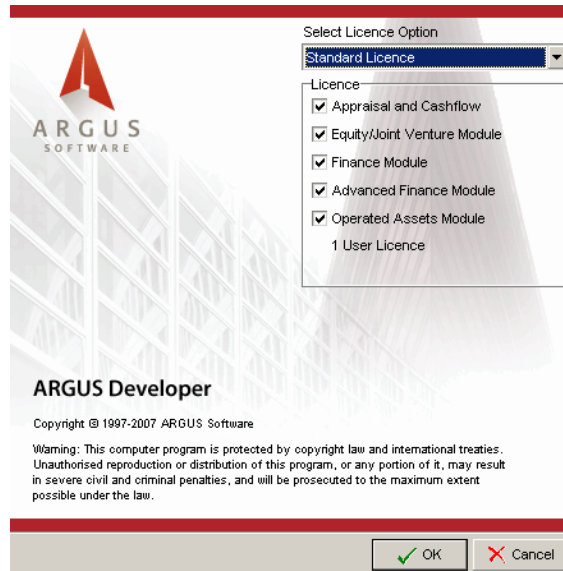 Select Licence Option
Standard Licence
ARGUS
SOFTWARE
Licence
Appraisal and Cashflow
Equity/Joint Venture Module
Finance Module
Advanced Finance Module
Operated Assets Module
1 User Licence
ARGUS Developer
Copyright © 1997-2007 ARGUS Software
Warning: This computer program is protected by copyright law and international treaties.
Unauthorised reproduction or distribution of this program, or any portion of it, may result
in severe civil and criminal penalties, and will be prosecuted to the maximum extent
possible under the law.
OK
Cancel